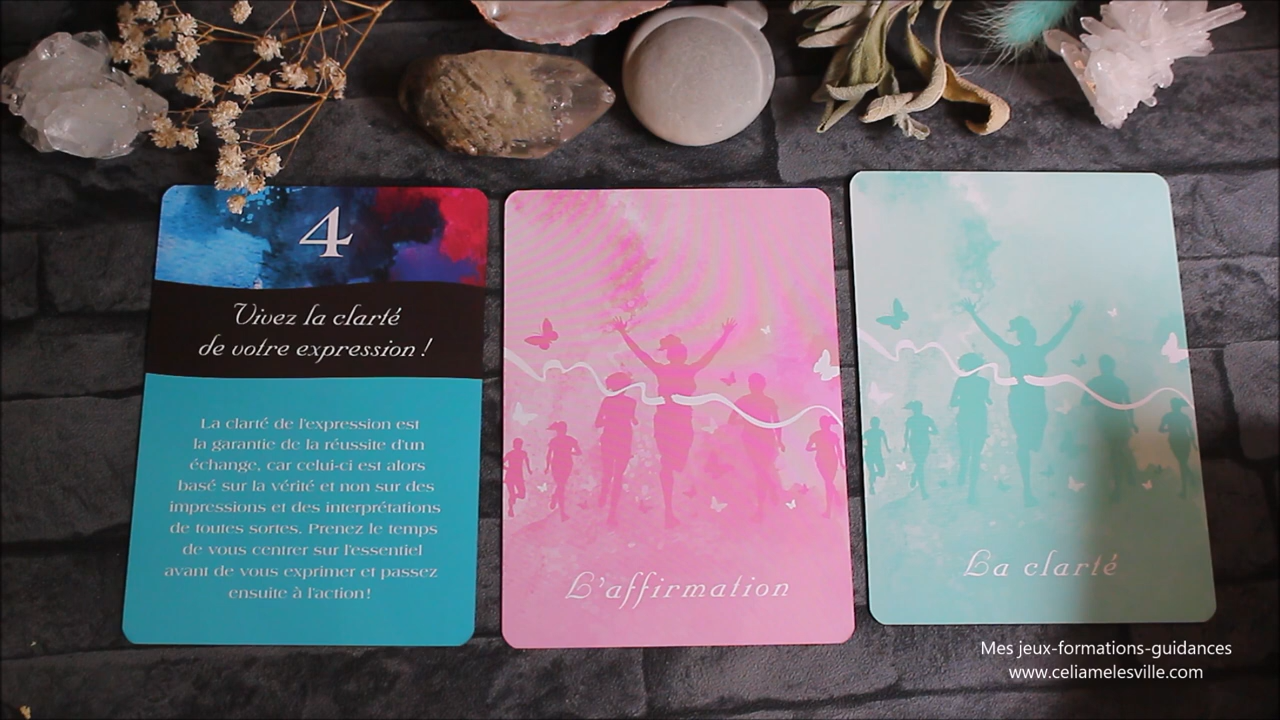 4
Vivez la clarté
de votre expression !
La clarté de l'expression est
la garantie de la réussite d'un
échange, car celui-ci est alors
basé sur la vérité et non sur des
impressions et des interprétations
de toutes sortes. Prenez le temps
de vous centrer sur l'essentiel
avant de vous exprimer et passez
ensuite à l'action !
L'affirmation
La clarté
Mes jeux-formations-guidances
www.celiamelesville.com